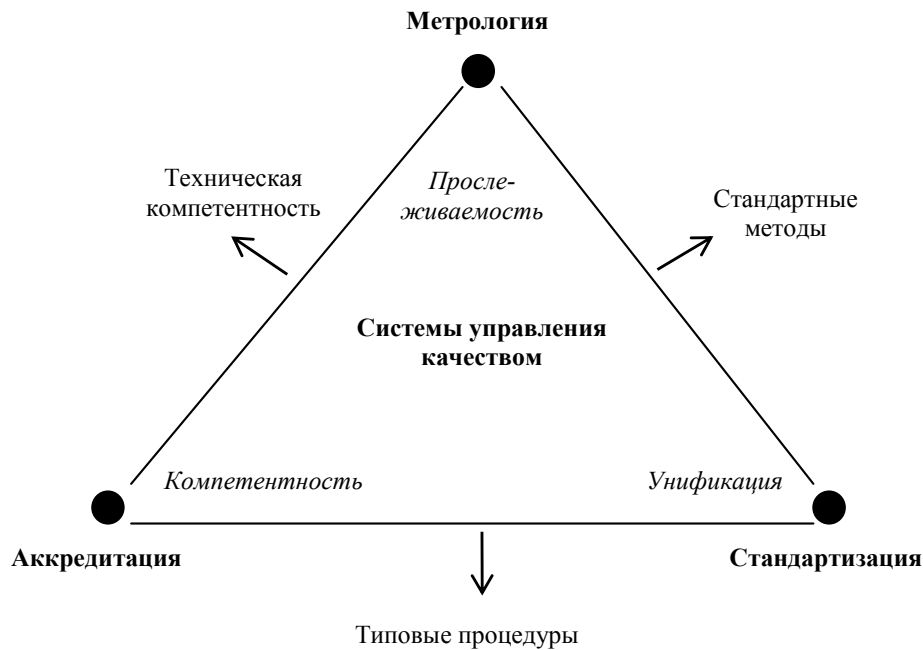 Метрология
Техническая
компетентность
Просле-
живаемость
Стандартные
методы
Системы управления
качеством
Компетентность
Унификация
Аккредитация
Стандартизация
Типовые процедуры